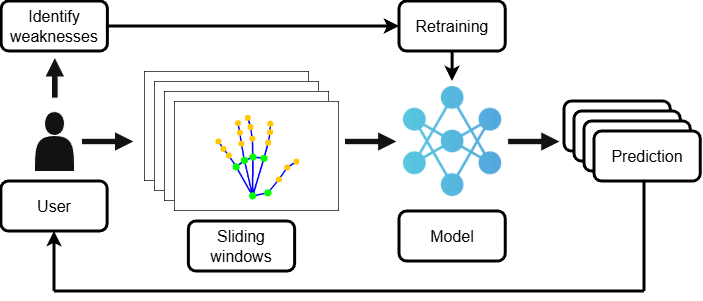 Identify
weaknesses
Retraining
Prediction
User
Sliding
windows
Model